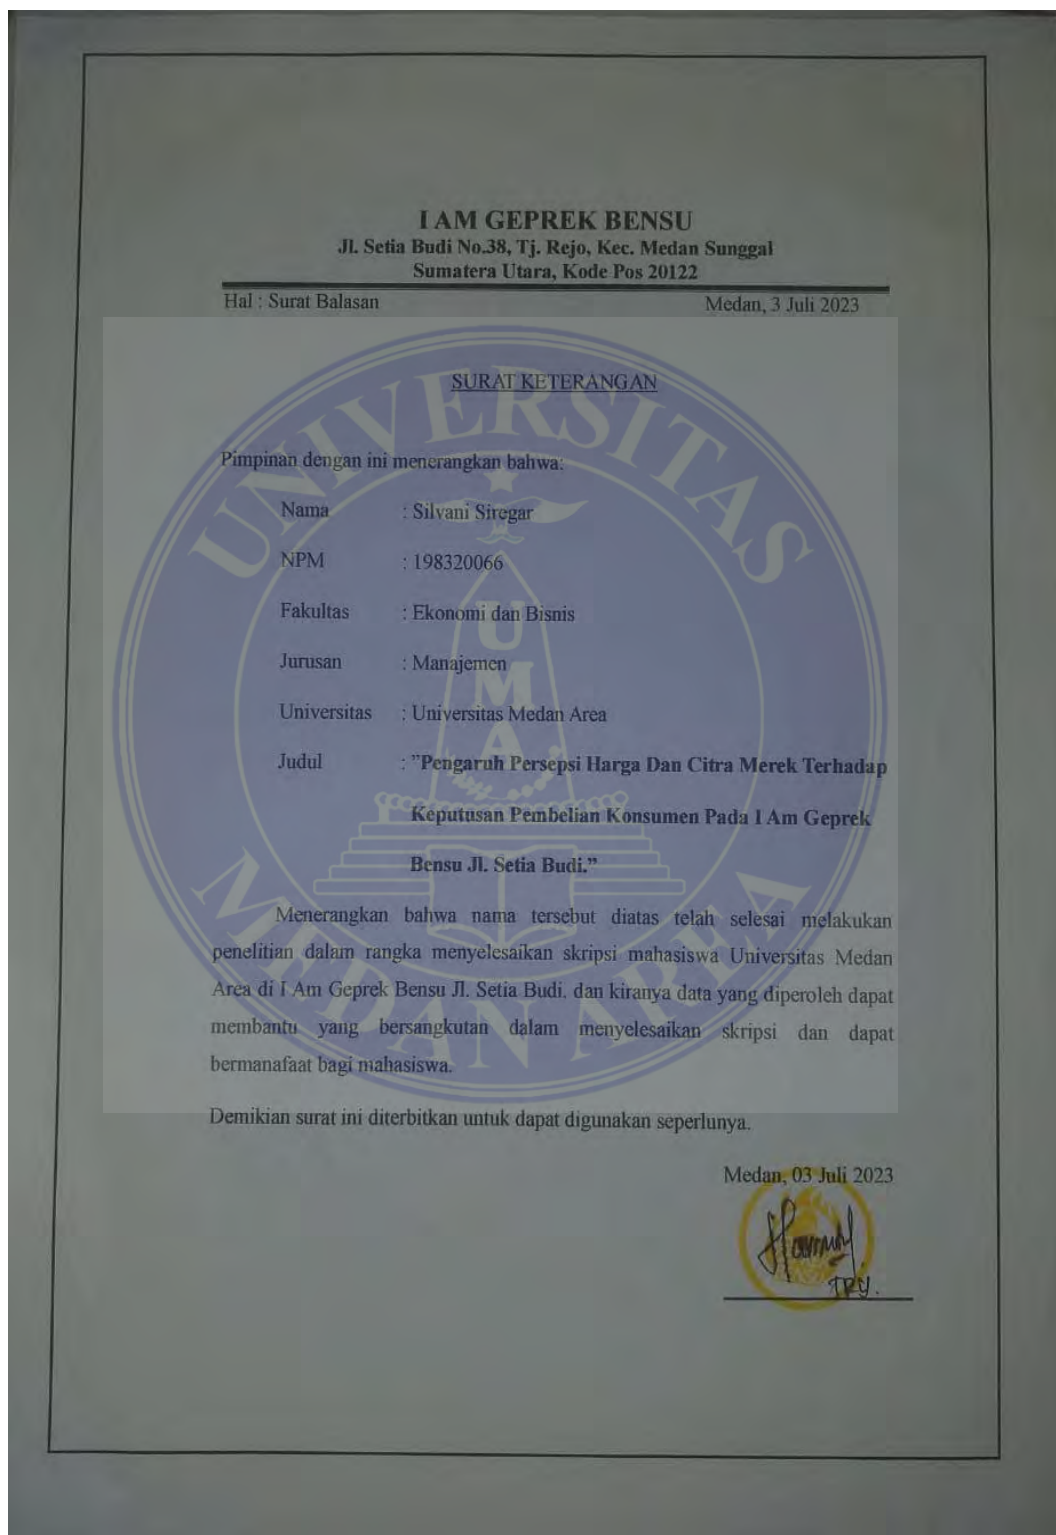 I AM GEPREK BENSU
Jl. Setia Budi No.38, Tj. Rejo, Kec. Medan Sunggal
Sumatera Utara, Kode Pos 20122
Hal : Surat Balasan Medan, 3 Juli 2023
SURAT KETERANGAN
Pimpinan dengan ini menerangkan bahwa:
Nama : Silvani Siregar
NPM : 198320066
Fakultas : Ekonomi dan Bisnis
Jurusan : Manajemen
Universitas : Universitas Medan Area
Judul : ”Pengaruh Persepsi Harga Dan Citra Merek Terhadap
Keputusan Pembelian Konsumen Pada I Am Geprek
Bensu Jl. Setia Budi.”
Menerangkan bahwa nama tersebut diatas telah selesai melakukan
penelitian dalam rangka menyelesaikan skripsi mahasiswa Universitas Medan
Area di I Am Geprek Bensu Jl. Setia Budi. dan kiranya data yang diperoleh dapat
membantu yang bersangkutan dalam menyelesaikan skripsi dan dapat
bermanafaat bagi mahasiswa.
Demikian surat ini diterbitkan untuk dapat digunakan seperlunya.
Medan, 03 Juli 2023
TRY.
UNIVERSITAS
UMA
MEDAN AREA